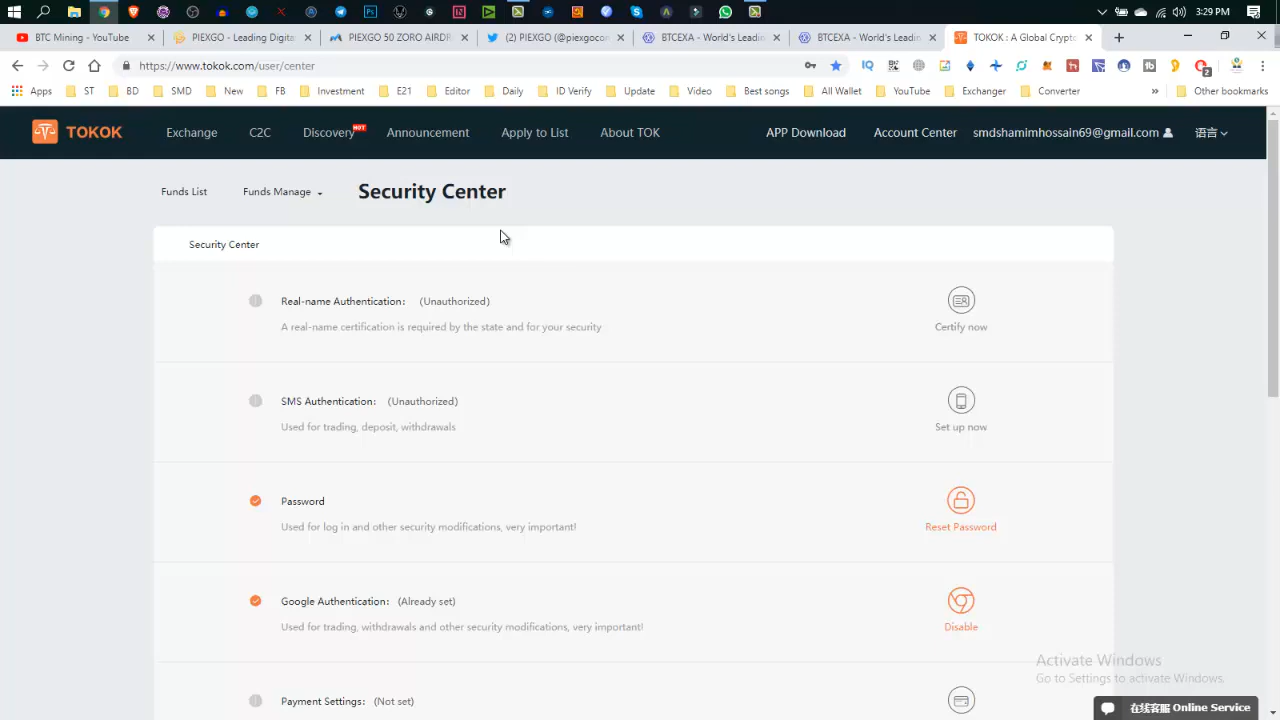 3:29 PM
BTC Mining - YouTube
PIEXGO - Leading Digita
PIEXGO 50 ZORO AIRDR
(2) PIEXGO (@piexgocon
BTCEXA - World's Leadin
BTCEXA - World's Leadin
TOKOK : A Global Crypto
https://www.tokok.com/user/center
Apps ST BD SMD New FB Investment E21 Editor Daily ID Verify Update Video Best songs All Wallet YouTube Exchanger Converter » Other bookmarks
TOKOK Exchange C2C Discovery HOT Announcement Apply to List About TOK APP Download Account Center smdshamimhossain69@gmail.com 语言
Funds List Funds Manage Security Center
Security Center
Real-name Authentication: (Unauthorized)
A real-name certification is required by the state and for your security
Certify now
SMS Authentication: (Unauthorized)
Used for trading, deposit, withdrawals
Set up now
Password
Used for log in and other security modifications, very important!
Reset Password
Google Authentication: (Already set)
Used for trading, withdrawals and other security modifications, very important!
Disable
Activate Windows
Go to Settings to activate Windows.
Payment Settings: (Not set)
在线客服 Online Service